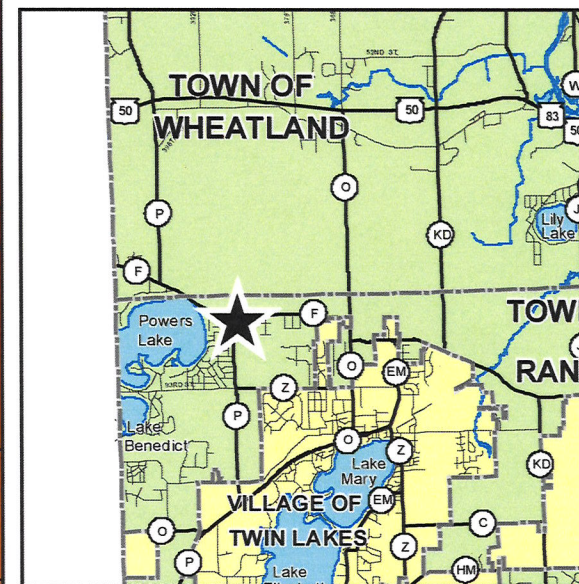 52ND ST.
TOWN OF
WHEATLAND
50
50
83
W
50
P
O
KD
Lily
Lake
J
F
F
Powers
Lake
TOW
RAN
O
EM
Z
93RD ST.
P
Lake
Benedict
O
Z
Lake
Mary
KD
EM
VILLAGE OF
TWIN LAKES
O
C
Z
P
HM
Lake